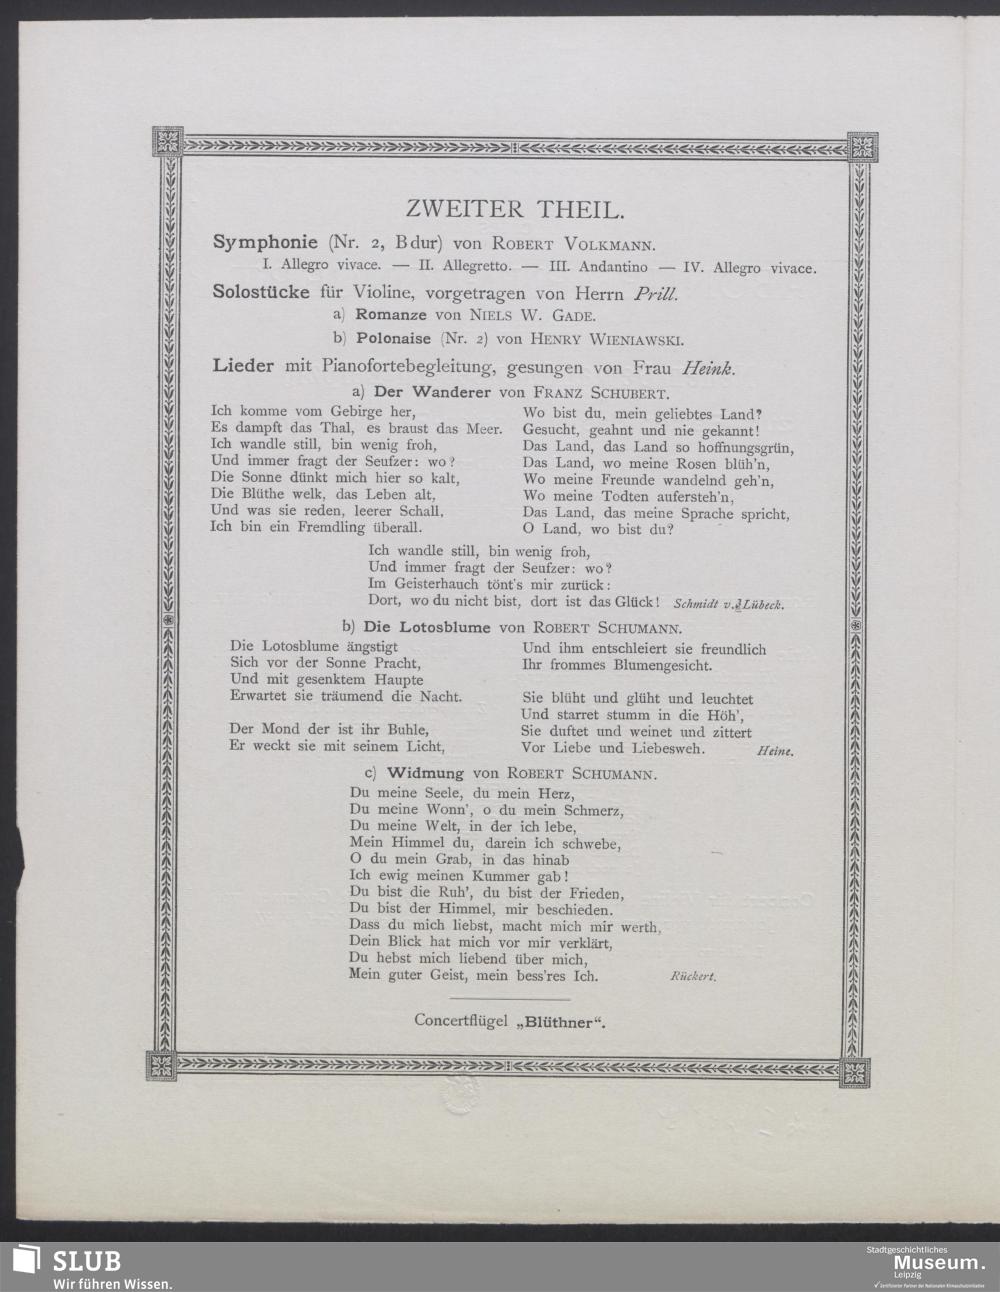 ZWEITER THEIL.
Symphonie (Nr. 2, B dur) von ROBERT VOLKMANN.
I. Allegro vivace. — II. Allegretto. — III. Andantino — IV. Allegro vivace.
Solostücke für Violine, vorgetragen von Herrn Prill.
a) Romanze von NIELS W. GADE.
b) Polonaise (Nr. 2) von HENRY WIENIAWSKI.
Lieder mit Pianofortebegleitung, gesungen von Frau Heink.
a) Der Wanderer von FRANZ SCHUBERT.
Ich komme vom Gebirge her,
Es dampft das Thal, es braust das Meer.
Ich wandle still, bin wenig froh,
Und immer fragt der Seufzer: wo?
Die Sonne dünkt mich hier so kalt,
Die Blüthe welk, das Leben alt,
Und was sie reden, leerer Schall,
Ich bin ein Fremdling überall.
Wo bist du, mein geliebtes Land?
Gesucht, geahnt und nie gekannt!
Das Land, das Land so hoffnungsgrün,
Das Land, wo meine Rosen blüh'n,
Wo meine Freunde wandelnd geh'n,
Wo meine Todten aufersteh'n,
Das Land, das meine Sprache spricht,
O Land, wo bist du?
Ich wandle still, bin wenig froh,
Und immer fragt der Seufzer: wo?
Im Geisterhauch tönt's mir zurück:
Dort, wo du nicht bist, dort ist das Glück! Schmidt v. Lübeck.
b) Die Lotosblume von ROBERT SCHUMANN.
Die Lotosblume ängstigt
Sich vor der Sonne Pracht,
Und mit gesenktem Haupte
Erwartet sie träumend die Nacht.
Der Mond der ist ihr Buhle,
Er weckt sie mit seinem Licht,
Und ihm entschleiert sie freundlich
Ihr frommes Blumengesicht.
Sie blüht und glüht und leuchtet
Und starret stumm in die Höh',
Sie duftet und weinet und zittert
Vor Liebe und Liebesweh. Heine.
c) Widmung von ROBERT SCHUMANN.
Du meine Seele, du mein Herz,
Du meine Wonn', o du mein Schmerz,
Du meine Welt, in der ich lebe,
Mein Himmel du, darein ich schwebe,
O du mein Grab, in das hinab
Ich ewig meinen Kummer gab!
Du bist die Ruh', du bist der Frieden,
Du bist der Himmel, mir beschieden.
Dass du mich liebst, macht mich mir werth,
Dein Blick hat mich vor mir verklärt,
Du hebst mich liebend über mich,
Mein guter Geist, mein bess'res Ich. Rückert.
Concertflügel „Blüthner“.
SLUB
Wir führen Wissen.
Stadtgeschichtliches
Museum.
Leipzig
Zertifizierter Partner der Nationalen Klimaschutzinitiative